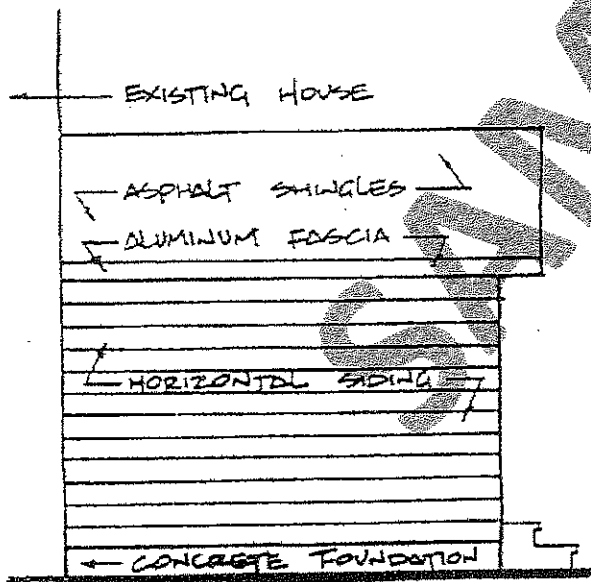 EXISTING HOUSE
ASPHALT SHINGLES
ALUMINUM FASCIA
HORIZONTAL SIDING
CONCRETE FOUNDATION